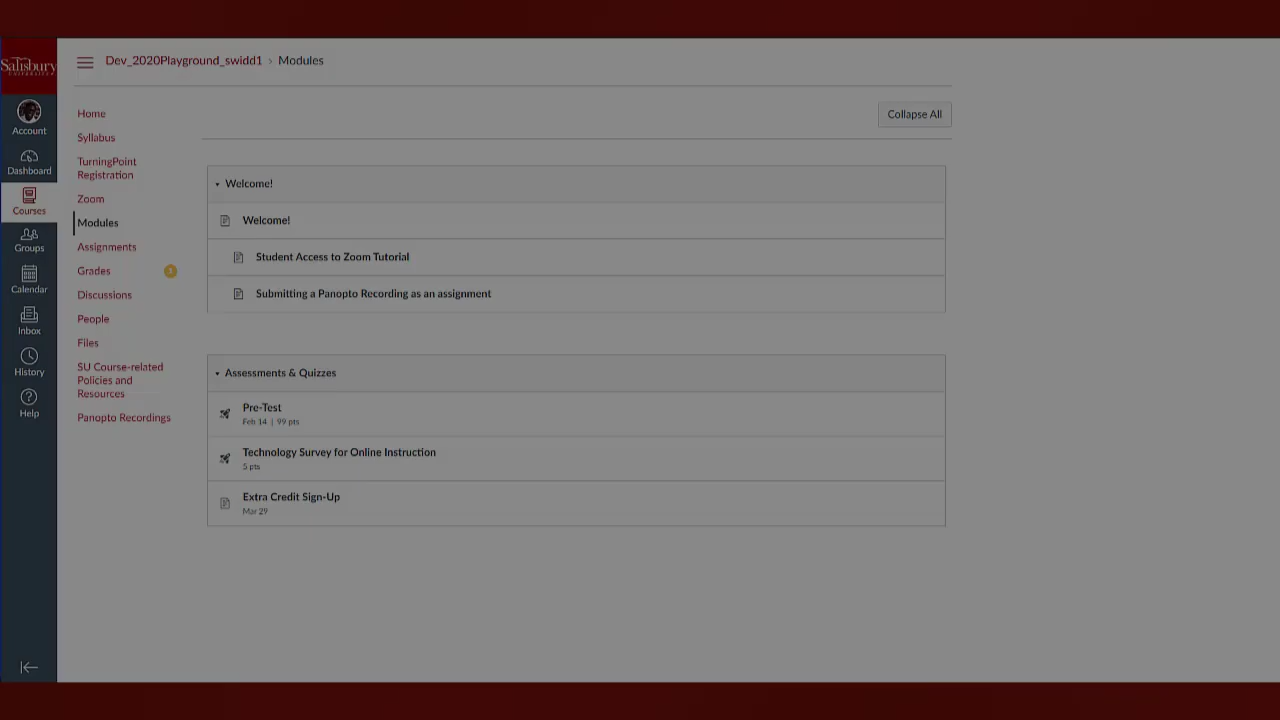 Salisbury
UNIVERSITY
Account
Dashboard
Courses
Groups
Calendar
Inbox
History
Help
Dev_2020Playground_swidd1 › Modules
Home
Syllabus
TurningPoint
Registration
Zoom
Modules
Assignments
Grades
1
Discussions
People
Files
SU Course-related
Policies and
Resources
Panopto Recordings
Collapse All
Welcome!
Welcome!
Student Access to Zoom Tutorial
Submitting a Panopto Recording as an assignment
Assessments & Quizzes
Pre-Test
Feb 14 | 99 pts
Technology Survey for Online Instruction
5 pts
Extra Credit Sign-Up
Mar 29